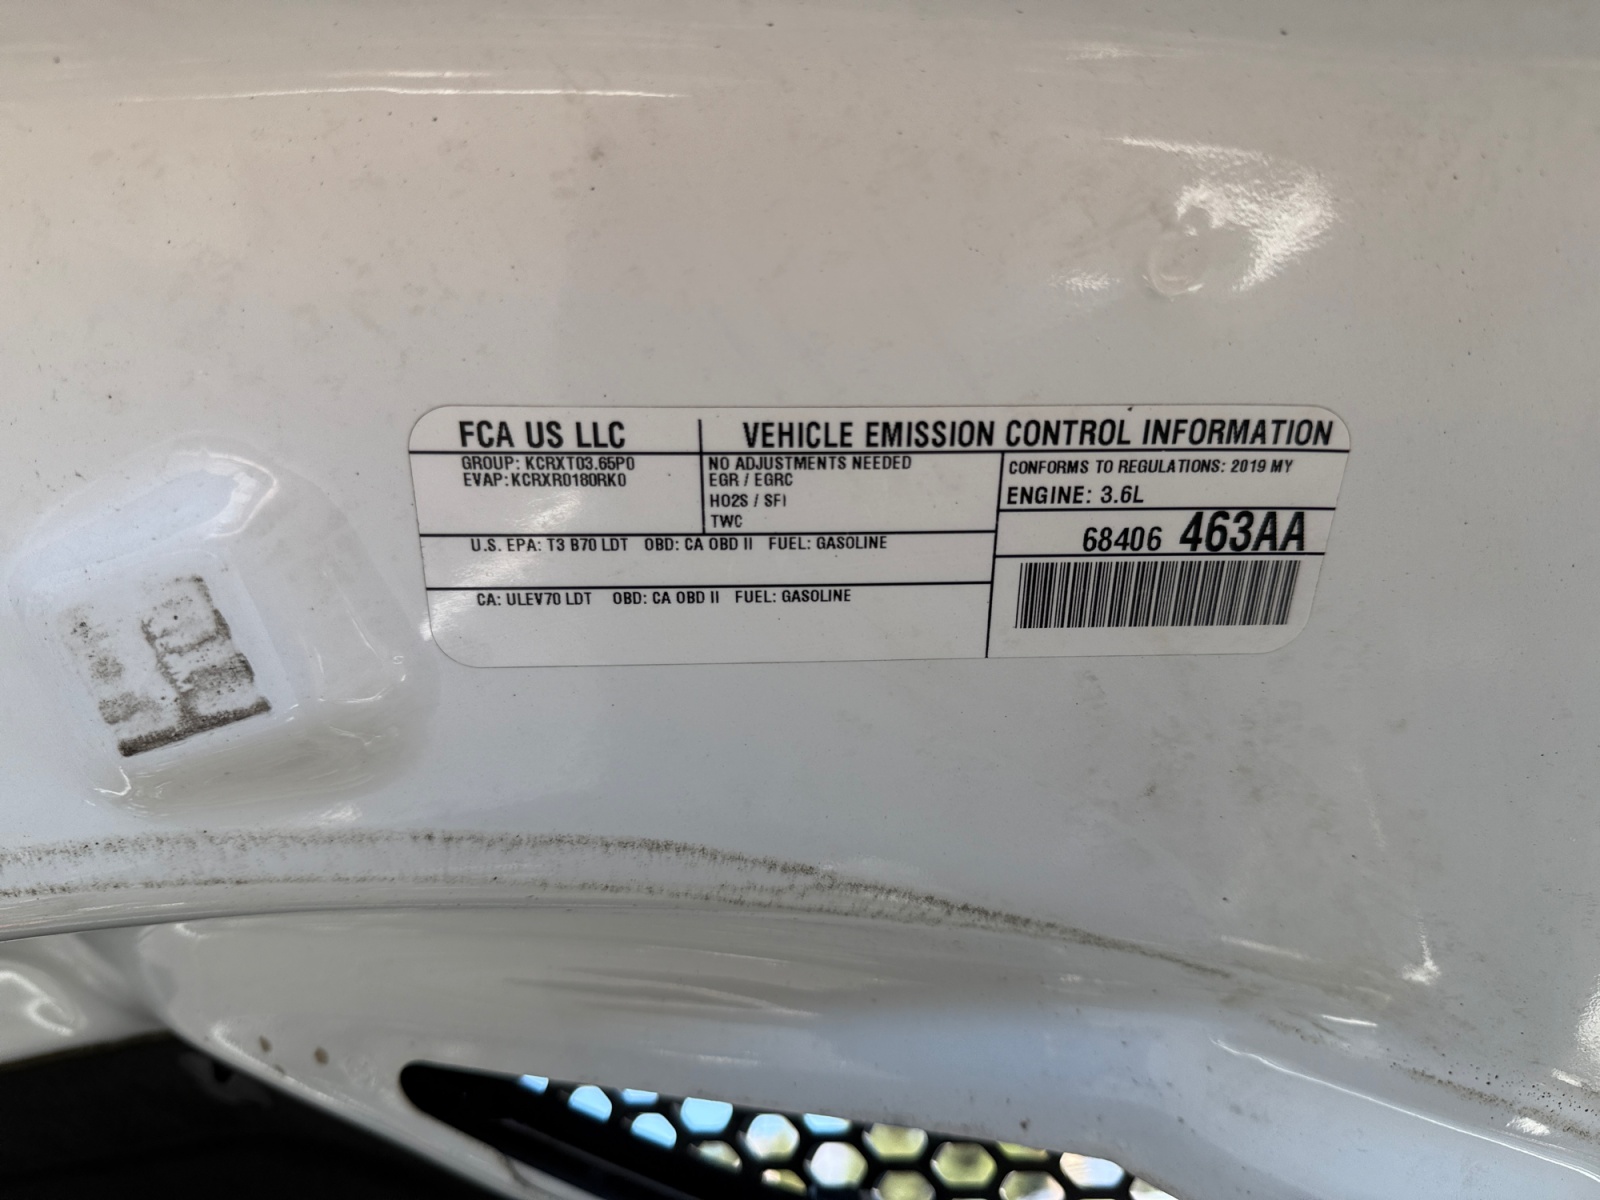 FCA US LLC
VEHICLE EMISSION CONTROL INFORMATION
GROUP: KCRXT03.65P0
EVAP: KCRXR0180RK0
NO ADJUSTMENTS NEEDED
EGR / EGRC
HO2S / SFI
TWC
CONFORMS TO REGULATIONS: 2019 MY
ENGINE: 3.6L
68406 463AA
U.S. EPA: T3 B70 LDT OBD: CA OBD II FUEL: GASOLINE
CA: ULEV70 LDT OBD: CA OBD II FUEL: GASOLINE